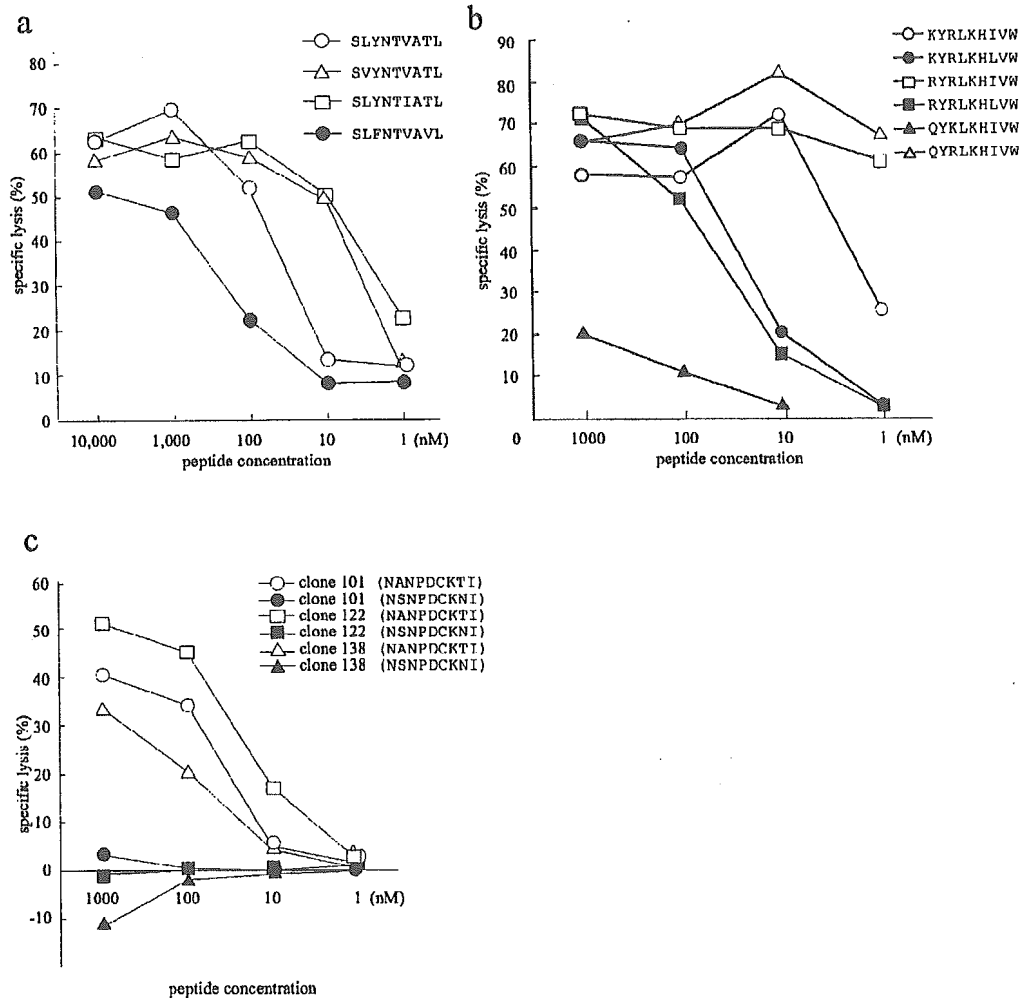 a
SLYNTVATL
SVYNTVATL
SLYNTIATL
SLFNTVAVL
80
70
60
50
40
30
20
10
0
specific lysis (%)
10,000 1,000 100 10 1 (nM)
peptide concentration
b
KYRLKHIVW
KYRLKHLVW
RYRLKHIVW
RYRLKHLVW
QYKLKHIVW
QYRLKHIVW
90
80
70
60
50
40
30
20
10
specific lysis (%)
0 1000 100 10 1 (nM)
peptide concentration
c
clone 101 (NANPDCKTI)
clone 101 (NSNPDCKNI)
clone 122 (NANPDCKTI)
clone 122 (NSNPDCKNI)
clone 138 (NANPDCKTI)
clone 138 (NSNPDCKNI)
60
50
40
30
20
10
0
-10
specific lysis (%)
1000 100 10 1 (nM)
peptide concentration